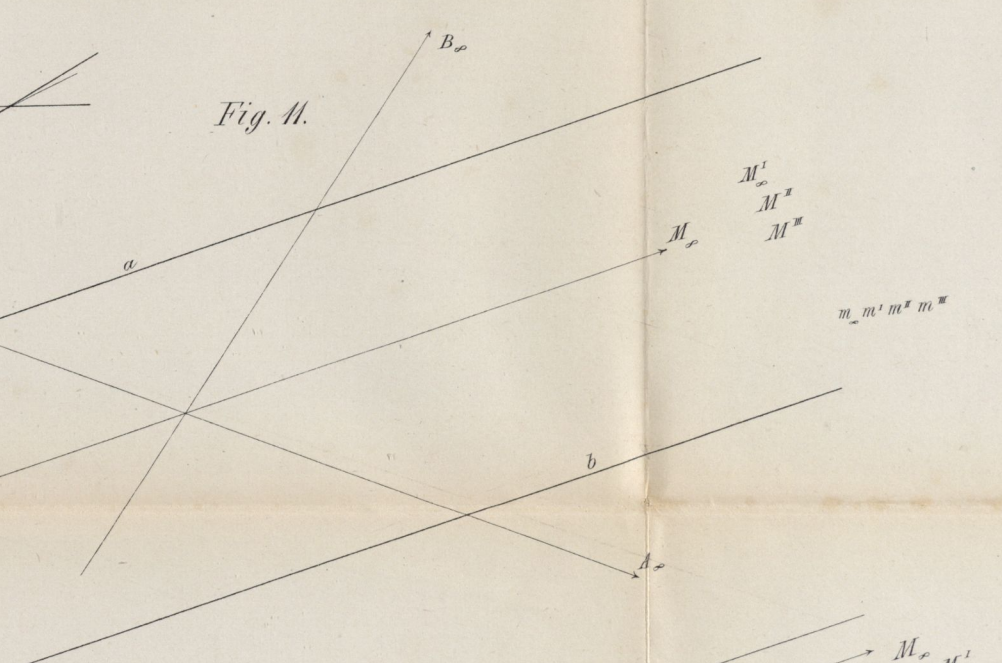 B∞
Fig. 11.
M^I∞
M^II
M^III
M∞
a
m∞ m^I m^II m^III
b
A∞
M∞ M^I